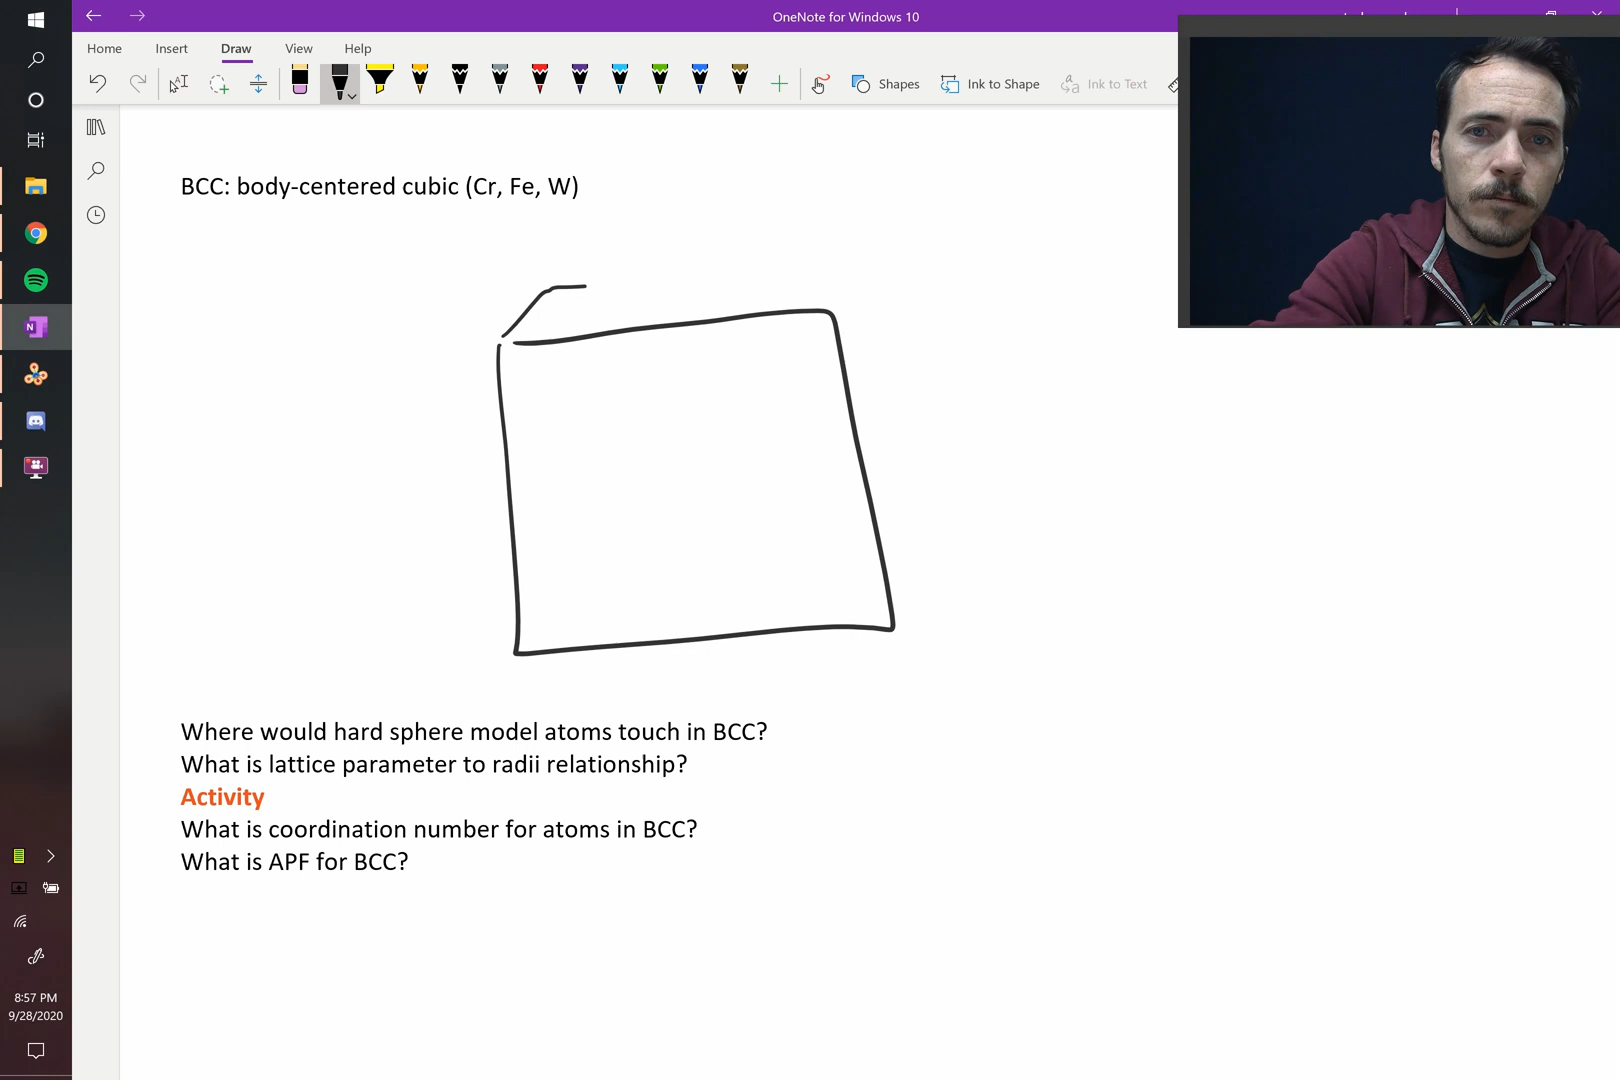 OneNote for Windows 10
Home Insert Draw View Help
Shapes Ink to Shape Ink to Text
BCC: body-centered cubic (Cr, Fe, W)
Where would hard sphere model atoms touch in BCC?
What is lattice parameter to radii relationship?
Activity
What is coordination number for atoms in BCC?
What is APF for BCC?
8:57 PM
9/28/2020